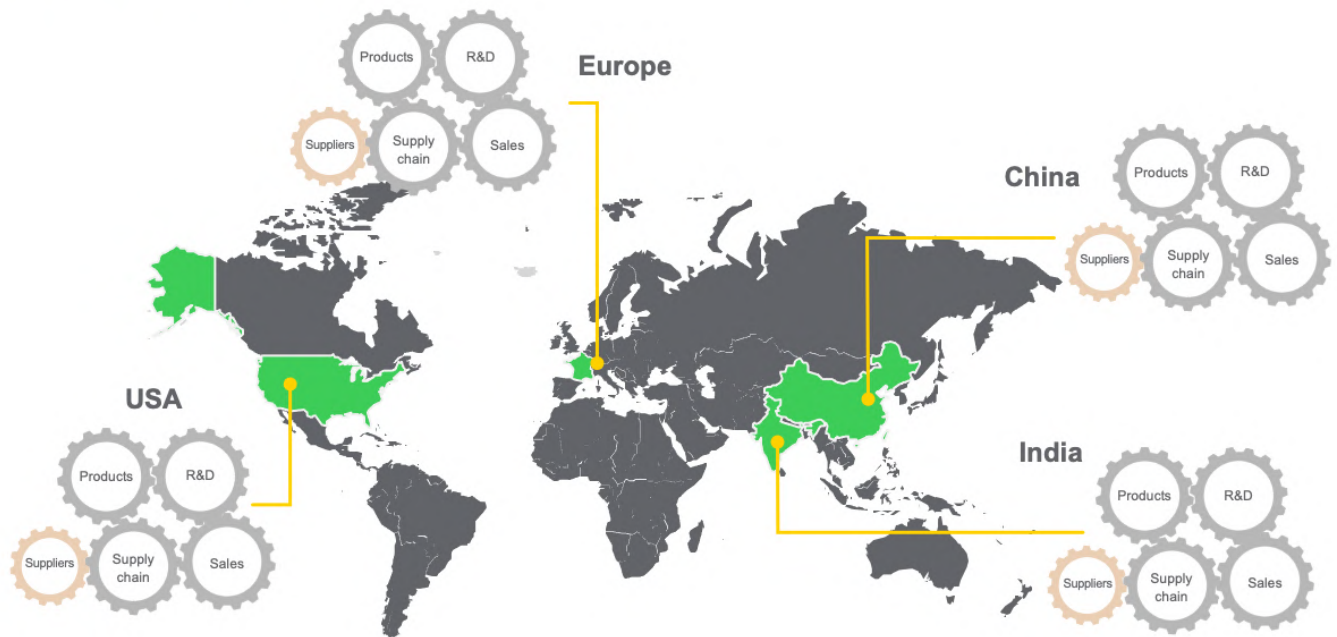 Products
R&D
Europe
Suppliers
Supply
chain
Sales
China
Products
R&D
Suppliers
Supply
chain
Sales
USA
Products
R&D
Suppliers
Supply
chain
Sales
India
Products
R&D
Suppliers
Supply
chain
Sales